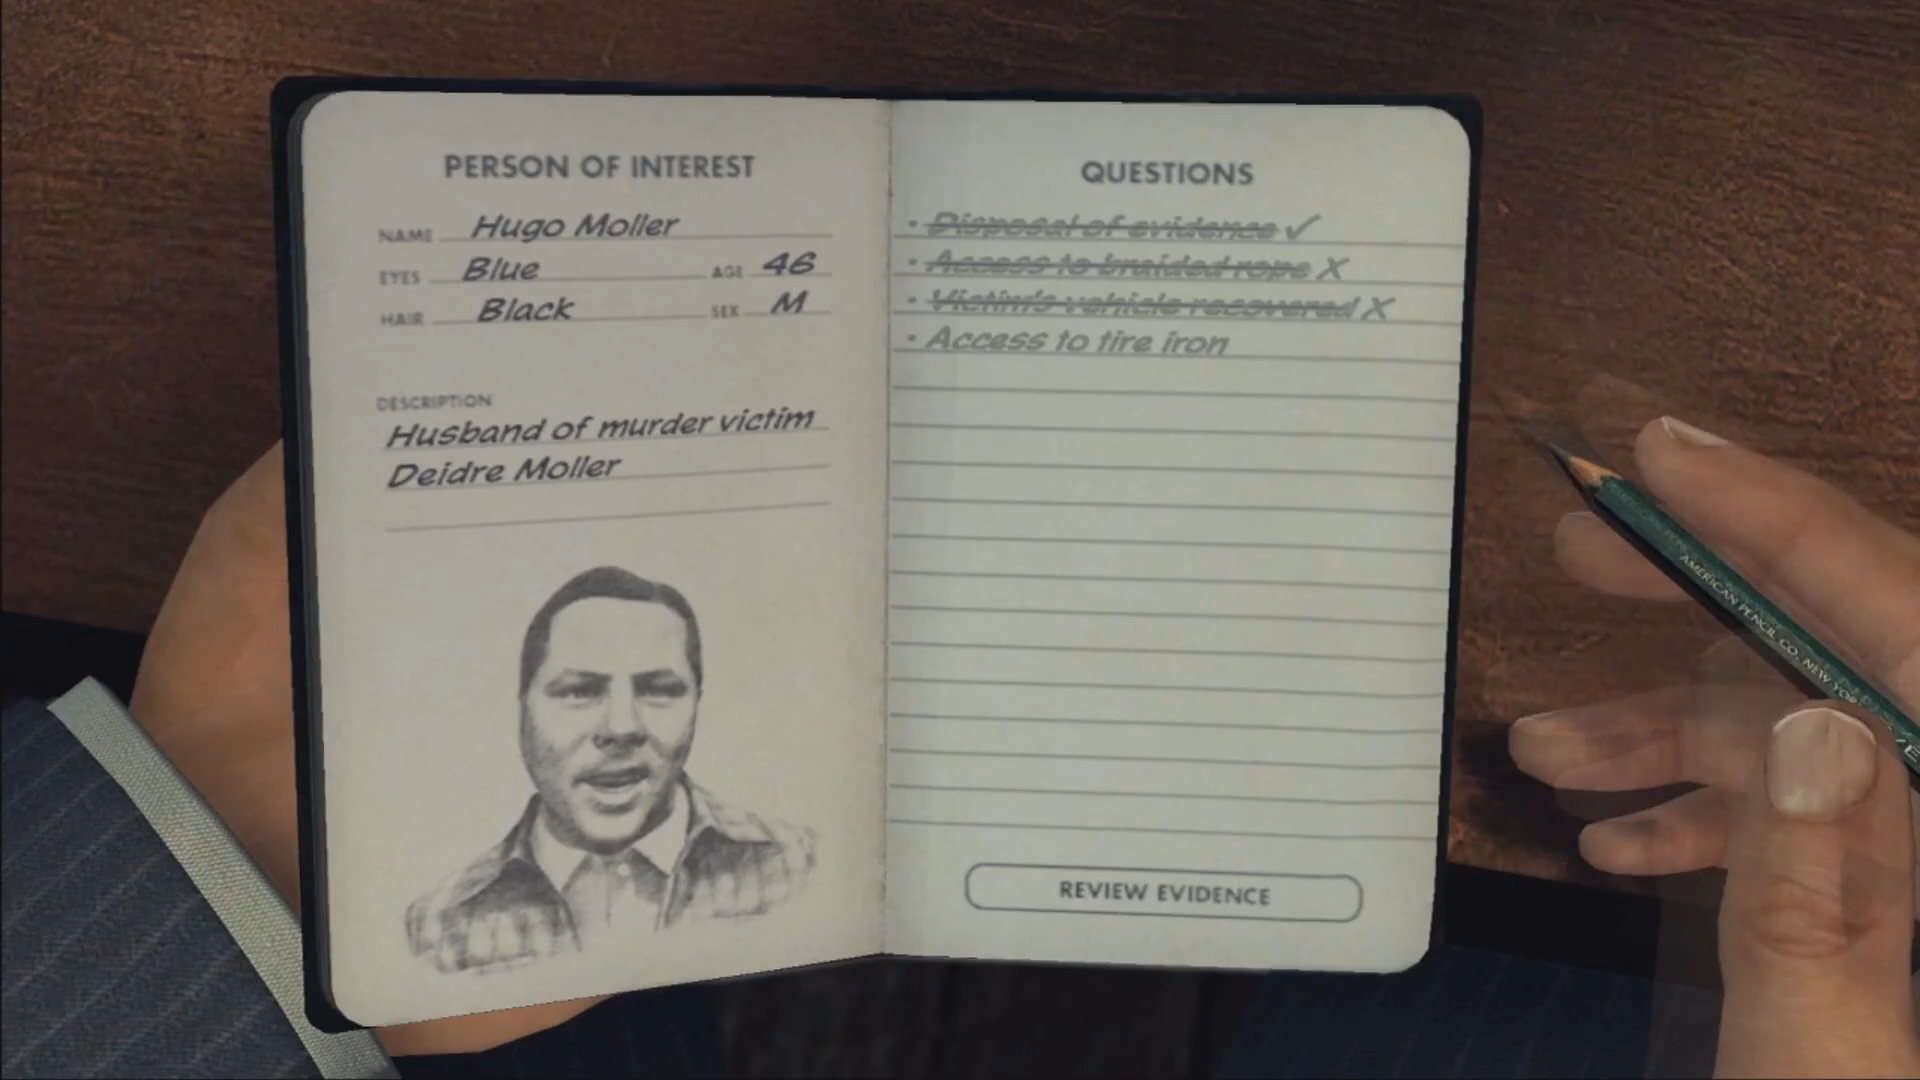 PERSON OF INTEREST
NAME Hugo Moller
EYES Blue AGE 46
HAIR Black SEX M
DESCRIPTION
Husband of murder victim
Deidre Moller
QUESTIONS
• Disposal of evidence ✓
• Access to braided rope X
• Victim's vehicle recovered X
• Access to tire iron
REVIEW EVIDENCE
AMERICAN PENCIL CO. NEW YORK